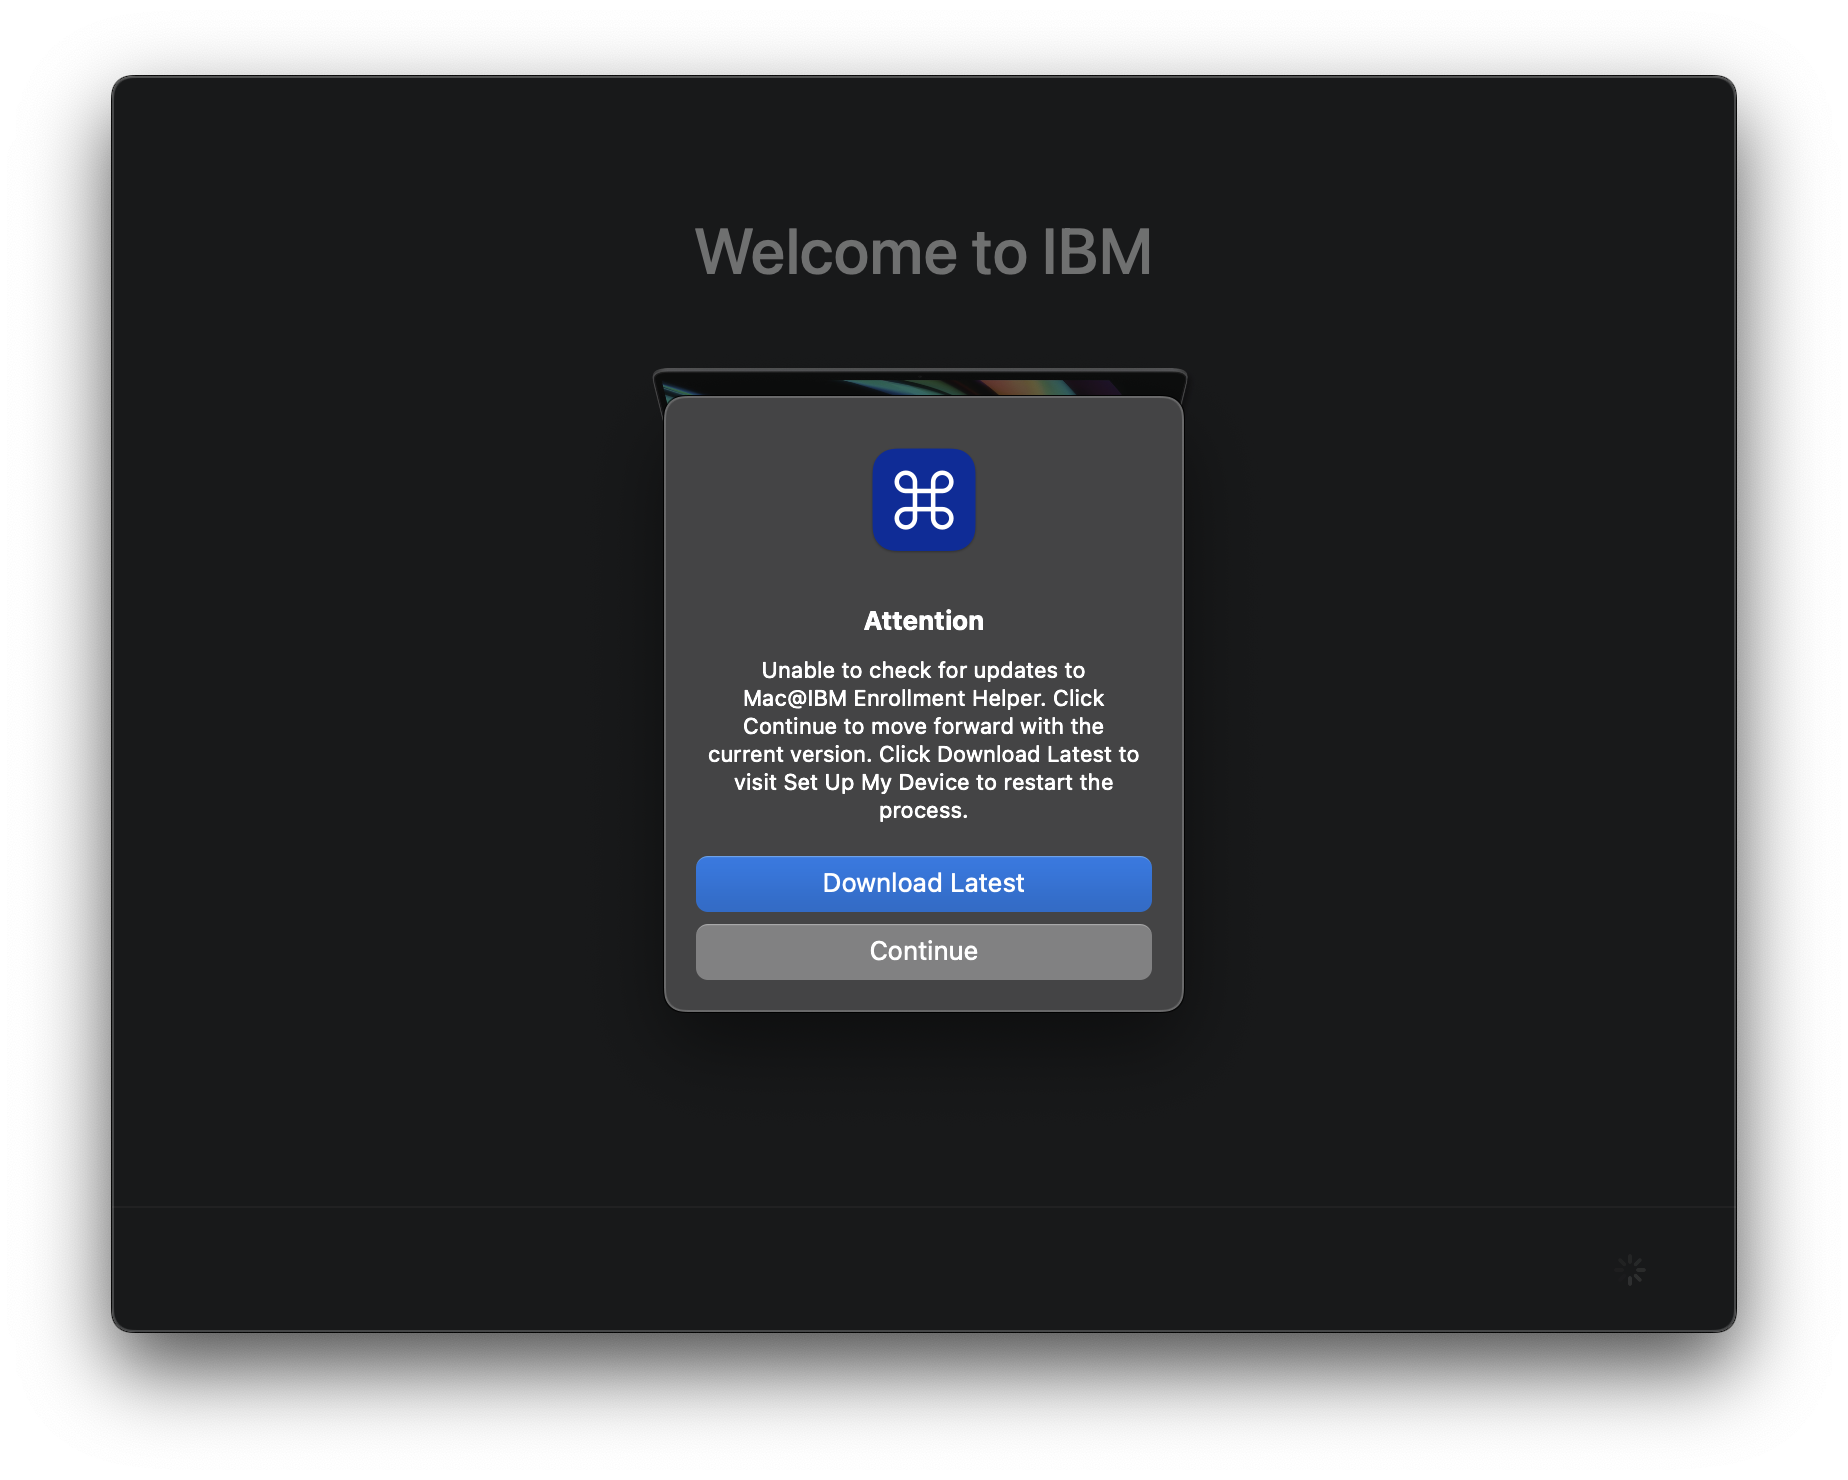 Welcome to IBM
Attention
Unable to check for updates to
Mac@IBM Enrollment Helper. Click
Continue to move forward with the
current version. Click Download Latest to
visit Set Up My Device to restart the
process.
Download Latest
Continue